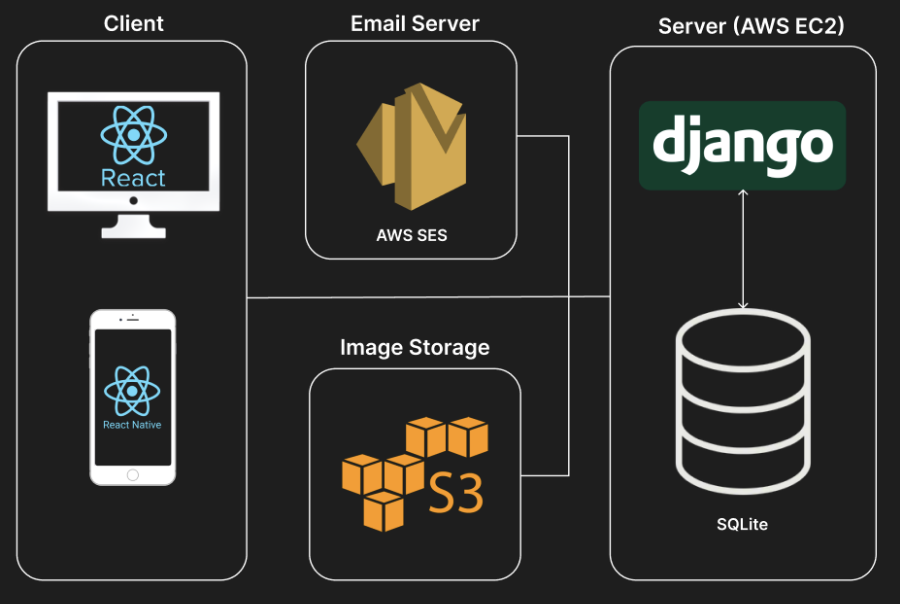 Client
React
React Native
Email Server
AWS SES
Image Storage
S3
Server (AWS EC2)
django
SQLite